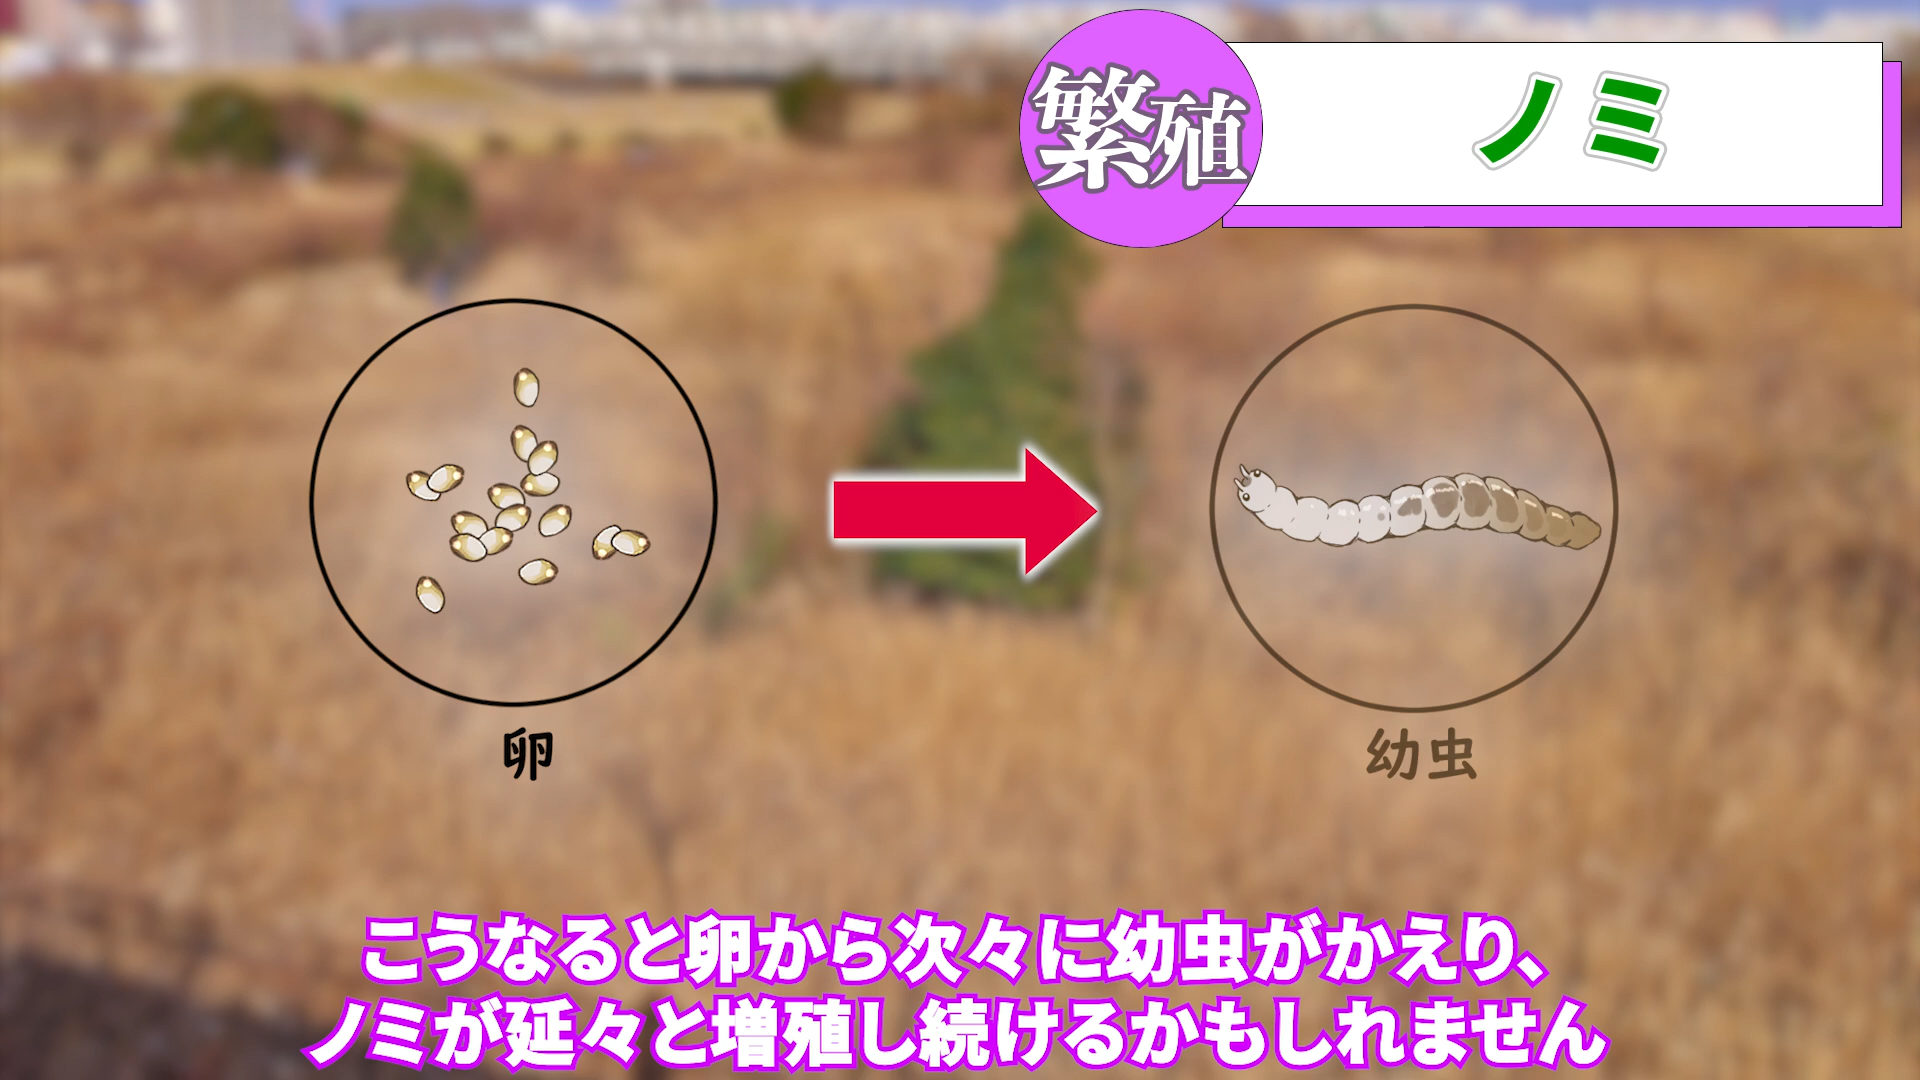 繁殖
ノミ
卵
幼虫
こうなると卵から次々に幼虫がかえり、
ノミが延々と増殖し続けるかもしれません